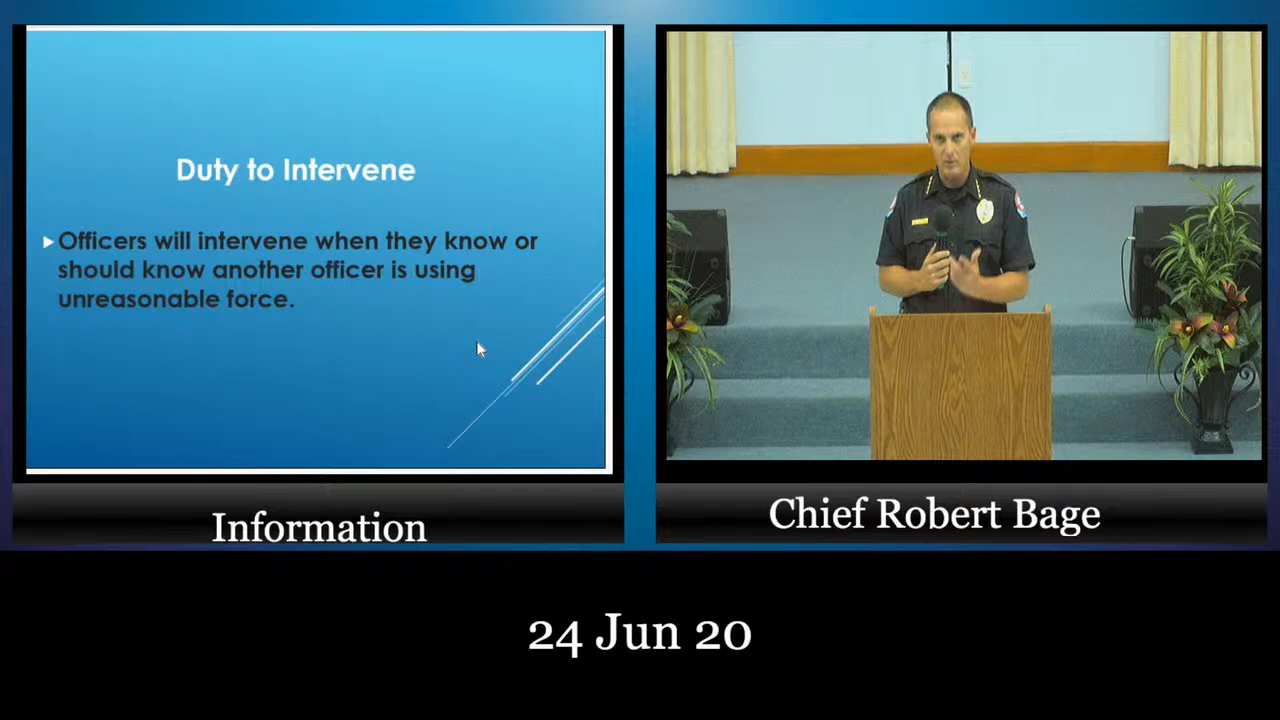 Duty to Intervene
Officers will intervene when they know or
should know another officer is using
unreasonable force.
Information
Chief Robert Bage
24 Jun 20